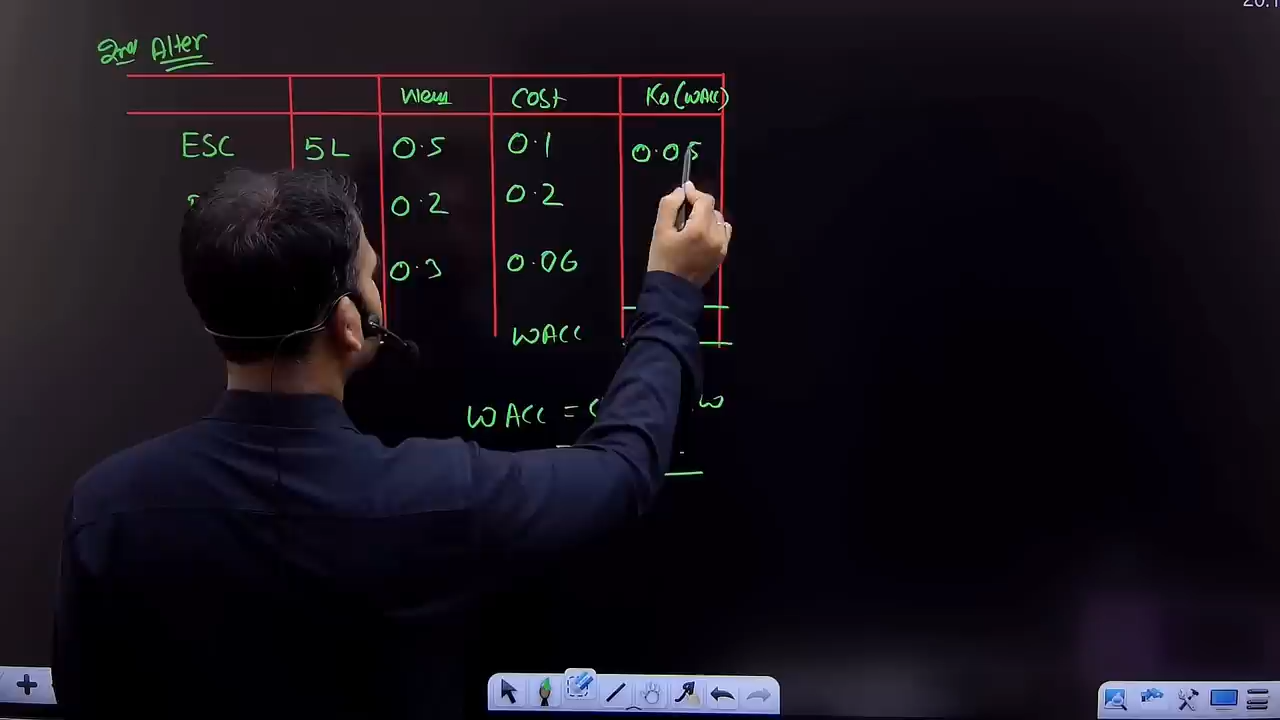 2nd Alter
Weig Cost Ko (WACC)
ESC 5L 0.5 0.1 0.05
0.2 0.2
0.3 0.06
WACC
WACC =